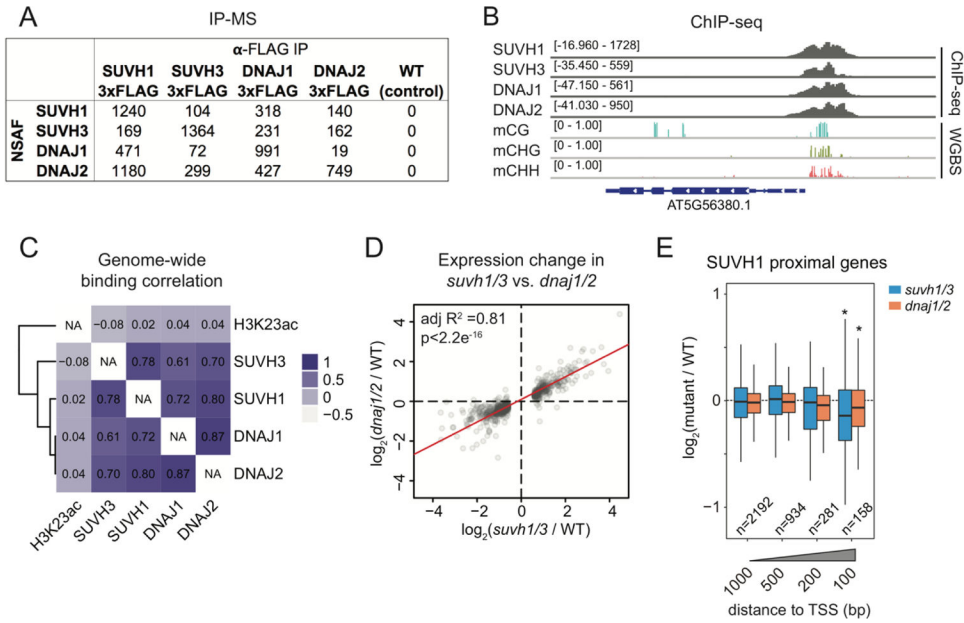 A
IP-MS
α-FLAG IP
SUVH1 SUVH3 DNAJ1 DNAJ2 WT
3xFLAG 3xFLAG 3xFLAG 3xFLAG (control)
NSAF
SUVH1 1240 104 318 140 0
SUVH3 169 1364 231 162 0
DNAJ1 471 72 991 19 0
DNAJ2 1180 299 427 749 0
B
ChIP-seq
SUVH1 [-16.960 - 1728)
SUVH3 [-35.450 - 559]
DNAJ1 [-47.150 - 561]
DNAJ2 [-41.030 - 950]
mCG [0 - 1.00]
mCHG [0 - 1.00]
mCHH [0 - 1.00]
ChIP-seq
WGBS
AT5G56380.1
C
Genome-wide
binding correlation
NA −0.08 0.02 0.04 0.04 H3K23ac
−0.08 NA 0.78 0.61 0.70 SUVH3
0.02 0.78 NA 0.72 0.80 SUVH1
0.04 0.61 0.72 NA 0.87 DNAJ1
0.04 0.70 0.80 0.87 NA DNAJ2
H3K23ac SUVH3 SUVH1 DNAJ1 DNAJ2
1
0.5
0
−0.5
D
Expression change in
suvh1/3 vs. dnaj1/2
adj R²=0.81
p<2.2e⁻¹⁶
log₂(dnaj1/2 / WT)
4
2
0
−2
−4
−4 −2 0 2 4
log₂(suvh1/3 / WT)
E
SUVH1 proximal genes
suvh1/3
dnaj1/2
* *
log₂(mutant / WT)
1
0
−1
n=2192 n=934 n=281 n=158
1000 500 200 100
distance to TSS (bp)